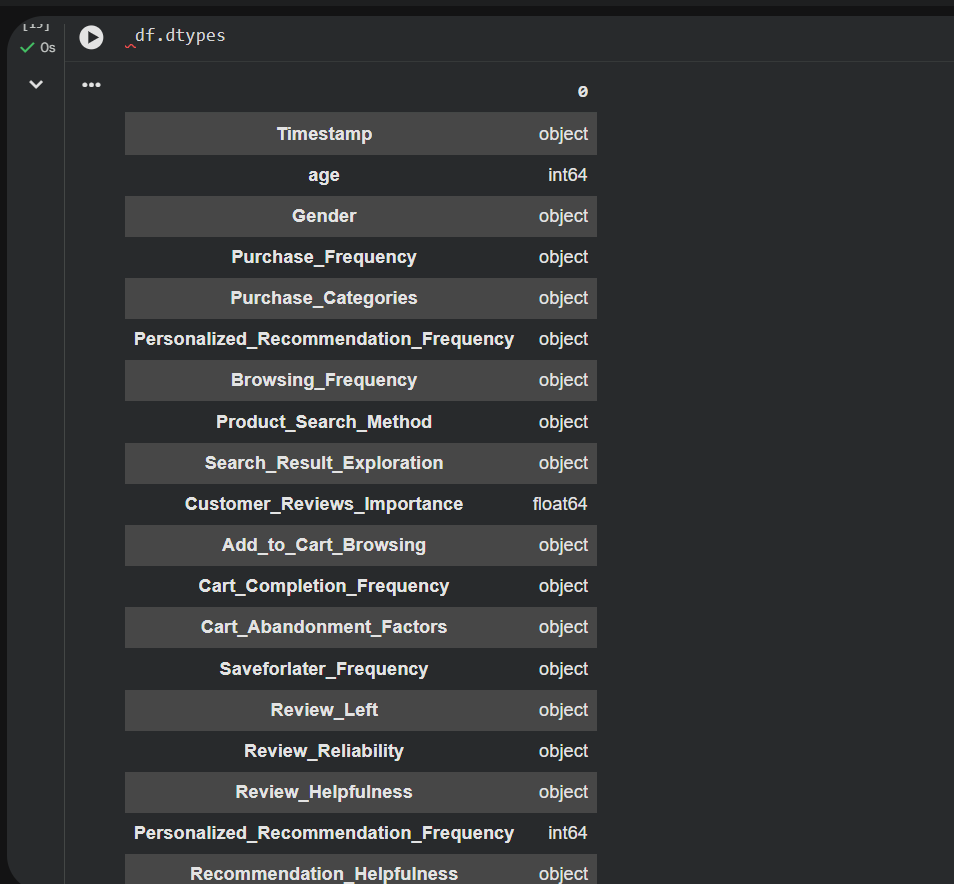 0s
df.dtypes
0
Timestamp object
age int64
Gender object
Purchase_Frequency object
Purchase_Categories object
Personalized_Recommendation_Frequency object
Browsing_Frequency object
Product_Search_Method object
Search_Result_Exploration object
Customer_Reviews_Importance float64
Add_to_Cart_Browsing object
Cart_Completion_Frequency object
Cart_Abandonment_Factors object
Saveforlater_Frequency object
Review_Left object
Review_Reliability object
Review_Helpfulness object
Personalized_Recommendation_Frequency int64
Recommendation_Helpfulness object